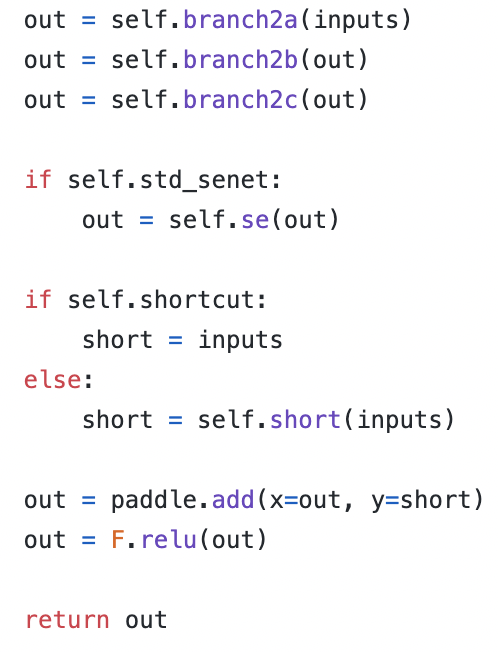 out = self.branch2a(inputs)
out = self.branch2b(out)
out = self.branch2c(out)

if self.std_senet:
    out = self.se(out)

if self.shortcut:
    short = inputs
else:
    short = self.short(inputs)

out = paddle.add(x=out, y=short)
out = F.relu(out)

return out